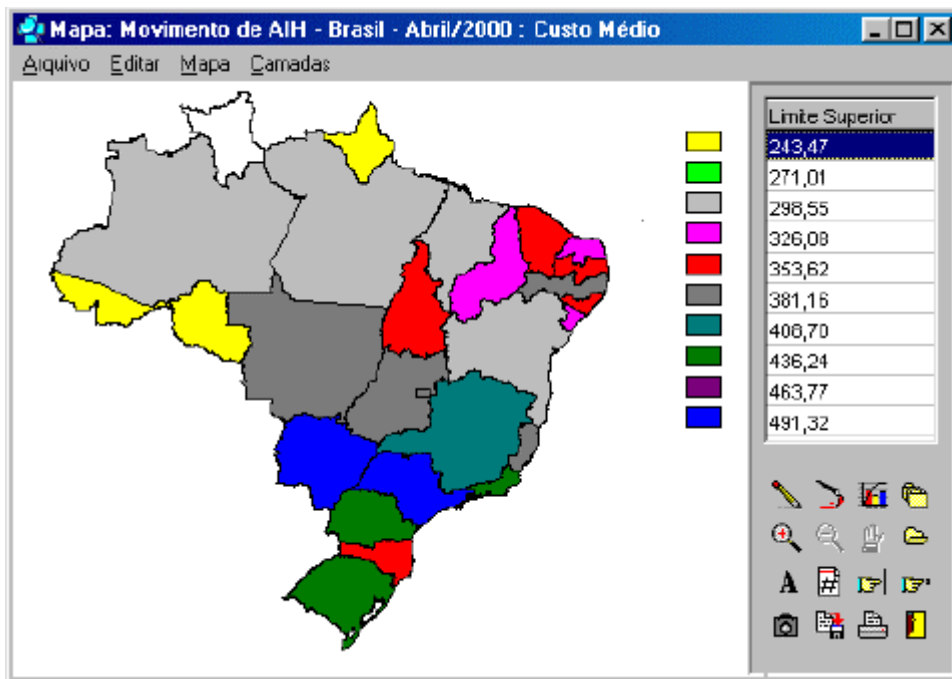 Mapa: Movimento de AIH - Brasil - Abril/2000 : Custo Médio
Arquivo Editar Mapa Camadas
Limite Superior
243,47
271,01
298,55
326,08
353,62
381,16
408,70
436,24
463,77
491,32
A
#